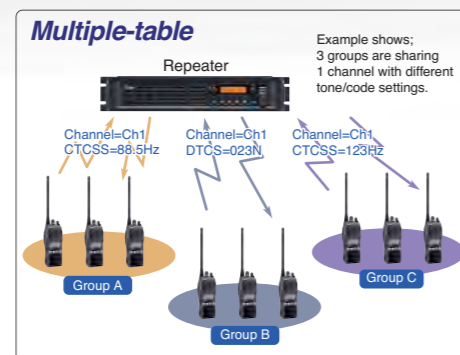 Multiple-table
Example shows;
3 groups are sharing
1 channel with different
tone/code settings.
Repeater
Channel=Ch1
CTCSS=88.5Hz
Channel=Ch1
DTCS=023N
Channel=Ch1
CTCSS=123Hz
Group A
Group B
Group C